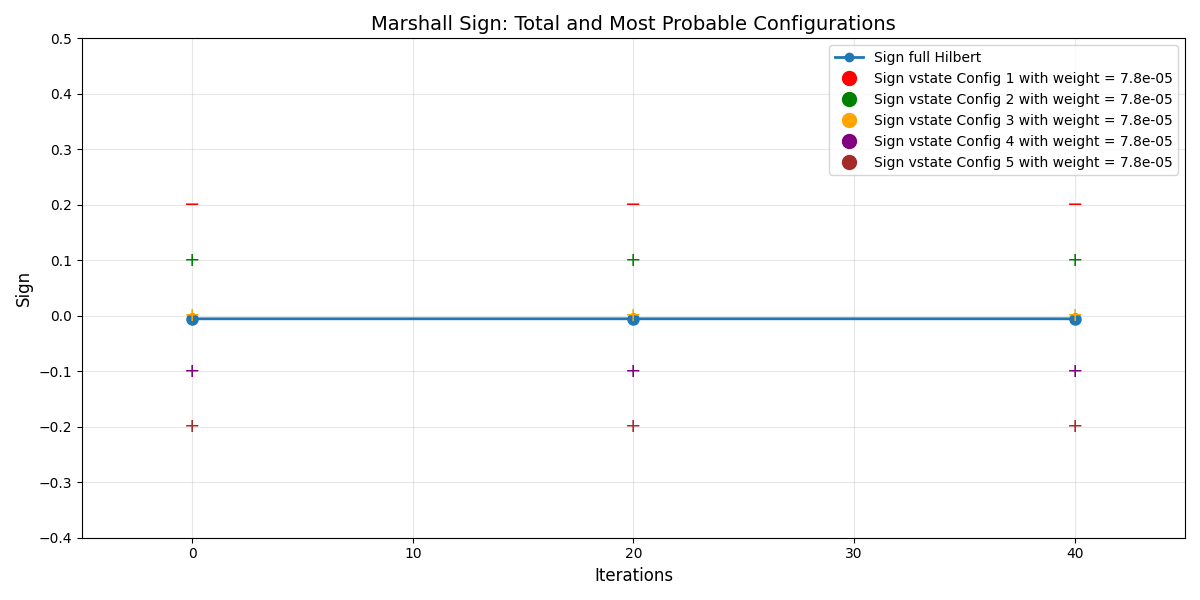 Marshall Sign: Total and Most Probable Configurations
Sign full Hilbert
Sign vstate Config 1 with weight = 7.8e-05
Sign vstate Config 2 with weight = 7.8e-05
Sign vstate Config 3 with weight = 7.8e-05
Sign vstate Config 4 with weight = 7.8e-05
Sign vstate Config 5 with weight = 7.8e-05
Sign
0.5
0.4
0.3
0.2
0.1
0.0
−0.1
−0.2
−0.3
−0.4
0 10 20 30 40
Iterations